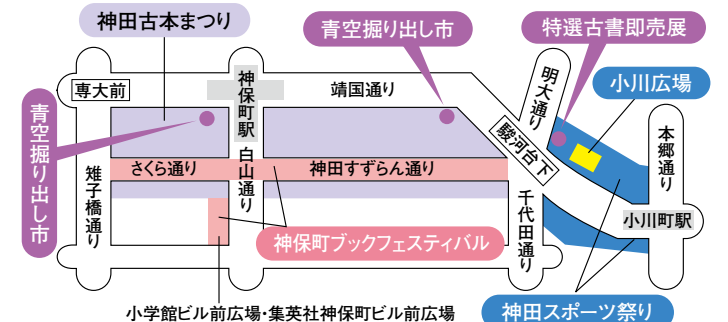 神田古本まつり
青空掘り出し市
特選古書即売展
小川広場
専大前
神保町駅
靖国通り
明大通り
本郷通り
青空掘り出し市
駿河台下
さくら通り
白山通り
神田すずらん通り
雉子橋通り
千代田通り
小川町駅
神保町ブックフェスティバル
小学館ビル前広場・集英社神保町ビル前広場
神田スポーツ祭り